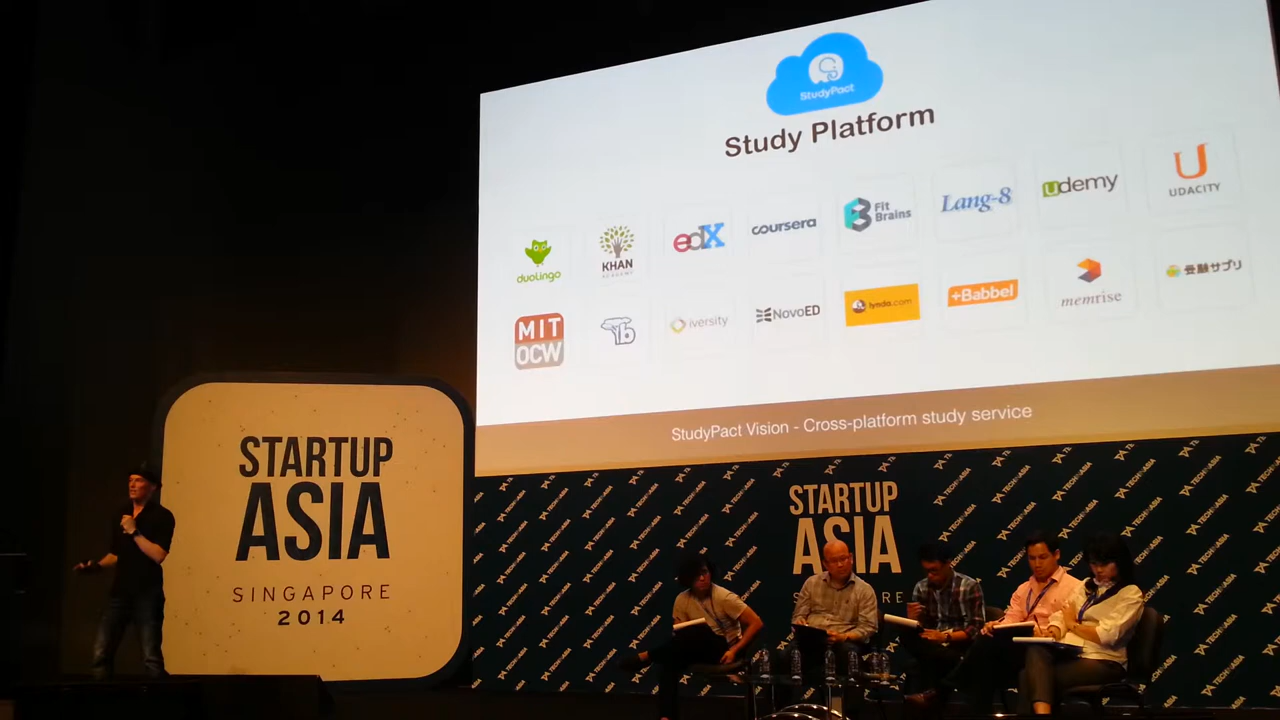 StudyPact
Study Platform
duolingo
KHAN
ACADEMY
edX
coursera
Fit
Brains
Lang-8
udemy
UDACITY
MIT
OCW
iversity
NovoED
lynda.com
+Babbel
memrise
受験サプリ
StudyPact Vision - Cross-platform study service
STARTUP
ASIA
SINGAPORE
2014
STARTUP
ASIA
TECHINASIA